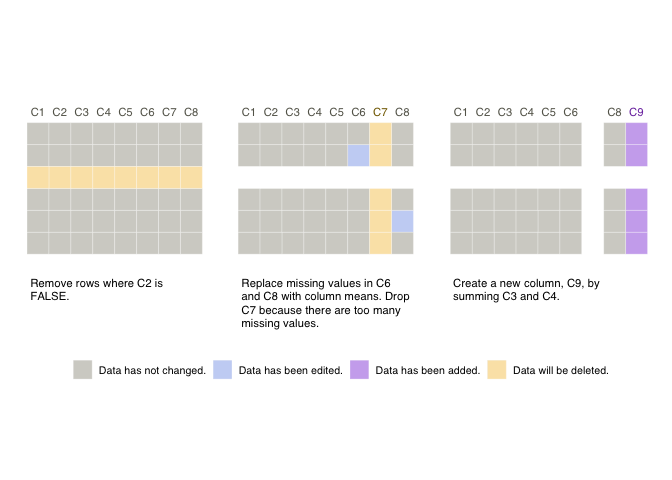 C1 C2 C3 C4 C5 C6 C7 C8
C1 C2 C3 C4 C5 C6 C7 C8
C1 C2 C3 C4 C5 C6 C8 C9
Remove rows where C2 is
FALSE.
Replace missing values in C6
and C8 with column means. Drop
C7 because there are too many
missing values.
Create a new column, C9, by
summing C3 and C4.
Data has not changed.
Data has been edited.
Data has been added.
Data will be deleted.